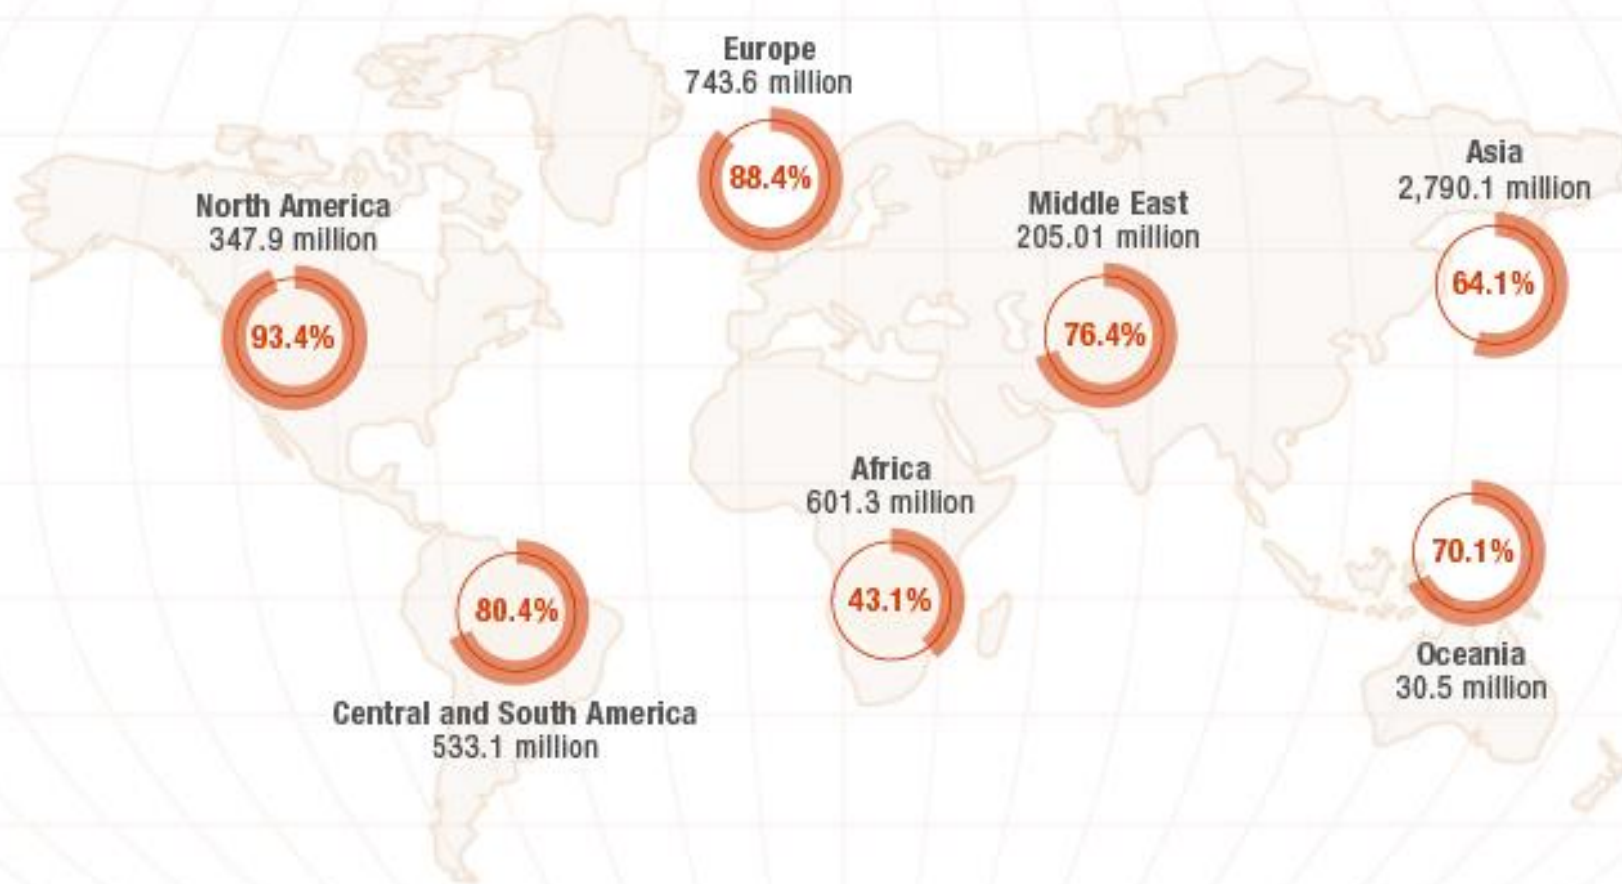 Europe
743.6 million
88.4%
Asia
2,790.1 million
64.1%
North America
347.9 million
93.4%
Middle East
205.01 million
76.4%
Africa
601.3 million
43.1%
70.1%
Oceania
30.5 million
80.4%
Central and South America
533.1 million